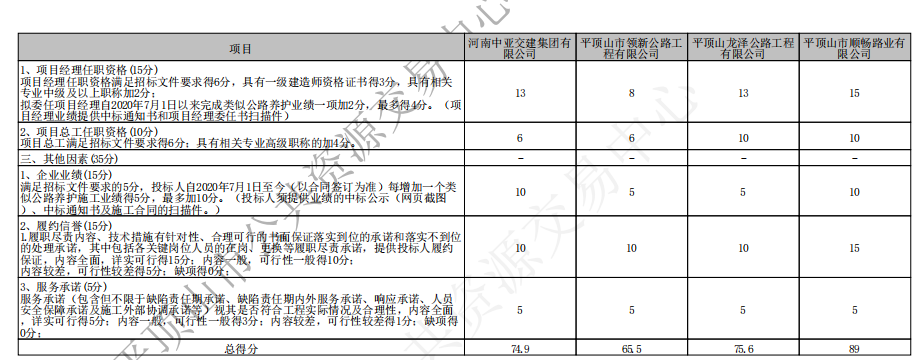 项目
河南中亚交建集团有限公司
平顶山市领新公路工程有限公司
平顶山龙泽公路工程有限公司
平顶山市顺畅路业有限公司
1、项目经理任职资格(15分)
项目经理任职资格满足招标文件要求得6分，具有一级建造师资格证书得3分，具有相关
专业中级及以上职称加2分；
拟委任项目经理自2020年7月1日以来完成类似公路养护业绩一项加2分，最多得4分。（项
目经理业绩提供中标通知书和项目经理委任书扫描件）
13
8
13
15
2、项目总工任职资格(10分)
项目总工满足招标文件要求得6分；具有相关专业高级职称的加4分。
6
6
10
10
三、其他因素(35分)
–
–
–
–
1、企业业绩(15分)
满足招标文件要求的5分，投标人自2020年7月1日至今（以合同签订为准）每增加一个类
似公路养护施工业绩得5分，最多加10分。（投标人须提供业绩的中标公示（网页截图
）、中标通知书及施工合同的扫描件。）
10
5
5
10
2、履约信誉(15分)
1.履职尽责内容、技术措施有针对性、合理可行的书面保证落实到位的承诺和落实不到位
的处理承诺，其中包括各关键岗位人员的在岗、更换等履职尽责承诺，提供投标人履约
保证，内容全面，详实可行得15分；内容一般，可行性一般得10分；
内容较差，可行性较差得5分；缺项得0分；
10
10
10
15
3、服务承诺(5分)
服务承诺（包含但不限于缺陷责任期承诺、缺陷责任期内外服务承诺、响应承诺、人员
安全保障承诺及施工外部协调承诺等）视其是否符合工程实际情况及合理性，内容全面
，详实可行得5分；内容一般，可行性一般得3分；内容较差，可行性较差得1分；缺项得
0分；
5
5
5
5
总得分
74.9
65.5
75.6
89
平顶山市公共资源交易中心
共资源交易中心